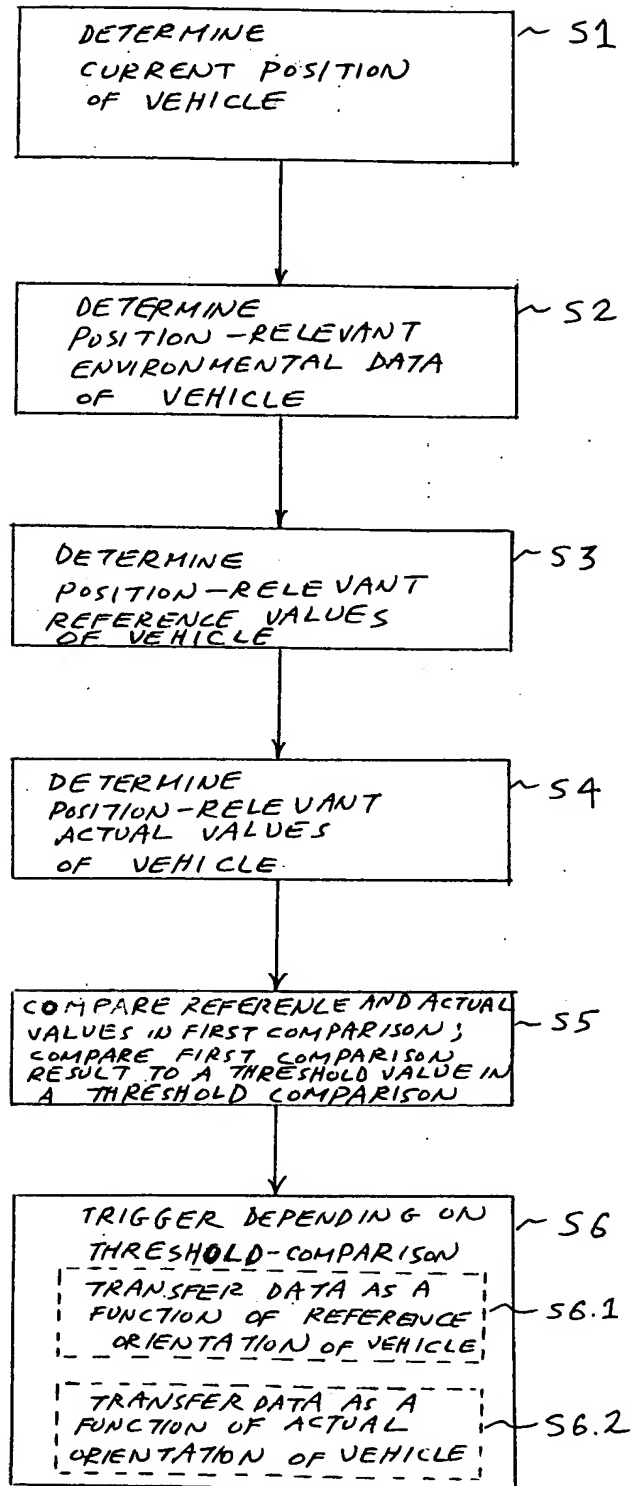 DETERMINE
CURRENT POSITION
OF VEHICLE
S1
DETERMINE
POSITION-RELEVANT
ENVIRONMENTAL DATA
OF VEHICLE
S2
DETERMINE
POSITION-RELEVANT
REFERENCE VALUES
OF VEHICLE
S3
DETERMINE
POSITION-RELEVANT
ACTUAL VALUES
OF VEHICLE
S4
COMPARE REFERENCE AND ACTUAL
VALUES IN FIRST COMPARISON;
COMPARE FIRST COMPARISON
RESULT TO A THRESHOLD VALUE IN
A THRESHOLD COMPARISON
S5
TRIGGER DEPENDING ON
THRESHOLD-COMPARISON
S6
TRANSFER DATA AS A
FUNCTION OF REFERENCE
ORIENTATION OF VEHICLE
S6.1
TRANSFER DATA AS A
FUNCTION OF ACTUAL
ORIENTATION OF VEHICLE
S6.2